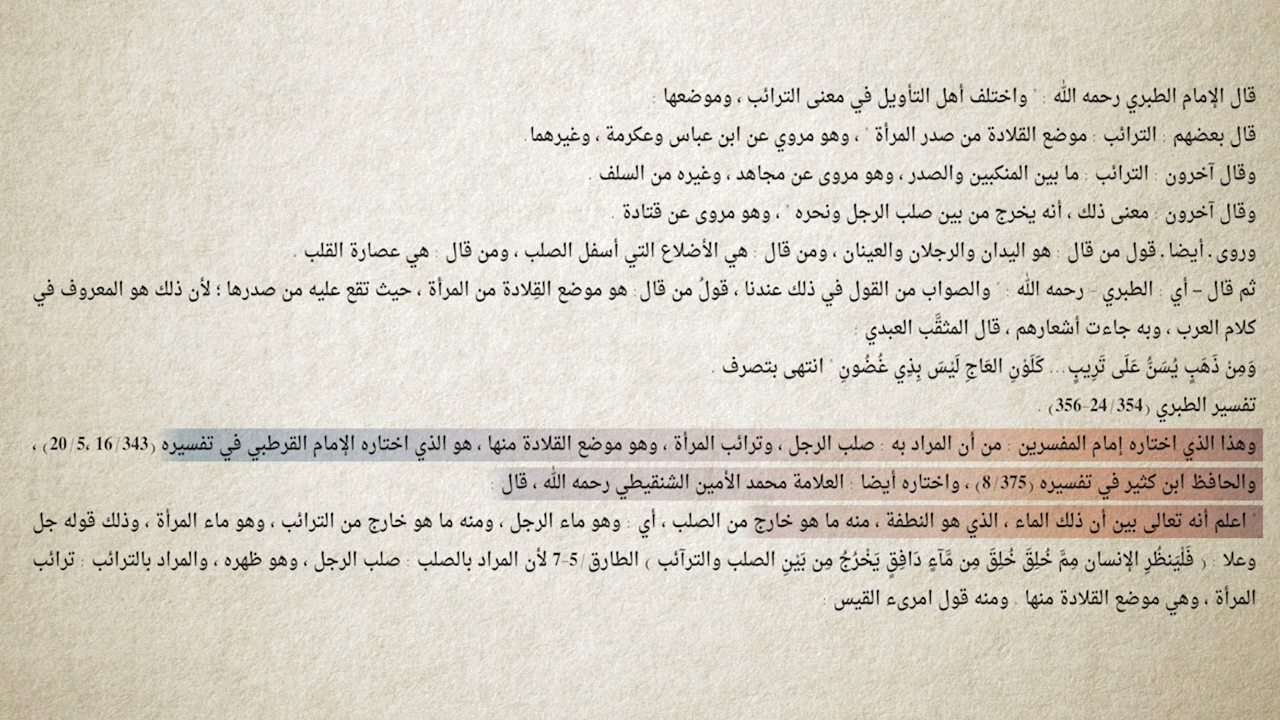 قال الإمام الطبري رحمه الله : " واختلف أهل التأويل في معنى الترائب ، وموضعها :
قال بعضهم : الترائب : موضع القلادة من صدر المرأة " ، وهو مروي عن ابن عباس وعكرمة ، وغيرهما .
وقال آخرون : الترائب : ما بين المنكبين والصدر ، وهو مروى عن مجاهد ، وغيره من السلف .
وقال آخرون : معنى ذلك ، أنه يخرج من بين صلب الرجل ونحره " ، وهو مروى عن قتادة .
وروى . أيضا . قول من قال : هو اليدان والرجلان والعينان ، ومن قال : هي الأضلاع التي أسفل الصلب ، ومن قال : هي عصارة القلب .
ثم قال – أي : الطبري – رحمه الله : " والصواب من القول في ذلك عندنا ، قولُ من قال: هو موضع القِلادة من المرأة ، حيث تقع عليه من صدرها ؛ لأن ذلك هو المعروف في
كلام العرب ، وبه جاءت أشعارهم ، قال المثقَّب العبدي :
وَمِنْ ذَهَبٍ يُسَنُّ عَلَى تَرِيبٍ... كَلَوْنِ العَاجِ لَيْسَ بِذِي غُضُونِ " انتهى بتصرف .
تفسير الطبري (354/24-356) .
وهذا الذي اختاره إمام المفسرين : من أن المراد به : صلب الرجل ، وترائب المرأة ، وهو موضع القلادة منها ، هو الذي اختاره الإمام القرطبي في تفسيره (343/16 ،5/20) ،
والحافظ ابن كثير في تفسيره (375/8) ، واختاره أيضا : العلامة محمد الأمين الشنقيطي رحمه الله ، قال :
" اعلم أنه تعالى بين أن ذلك الماء ، الذي هو النطفة ، منه ما هو خارج من الصلب ، أي : وهو ماء الرجل ، ومنه ما هو خارج من الترائب ، وهو ماء المرأة ، وذلك قوله جل
وعلا : ( فَلْيَنظُرِ الإنسان مِمَّ خُلِقَ خُلِقَ مِن مَّآءٍ دَافِقٍ يَخْرُجُ مِن بَيْنِ الصلب والترآئب ) الطارق/5-7 لأن المراد بالصلب : صلب الرجل ، وهو ظهره ، والمراد بالترائب : ترائب
المرأة ، وهي موضع القلادة منها . ومنه قول امرىء القيس :